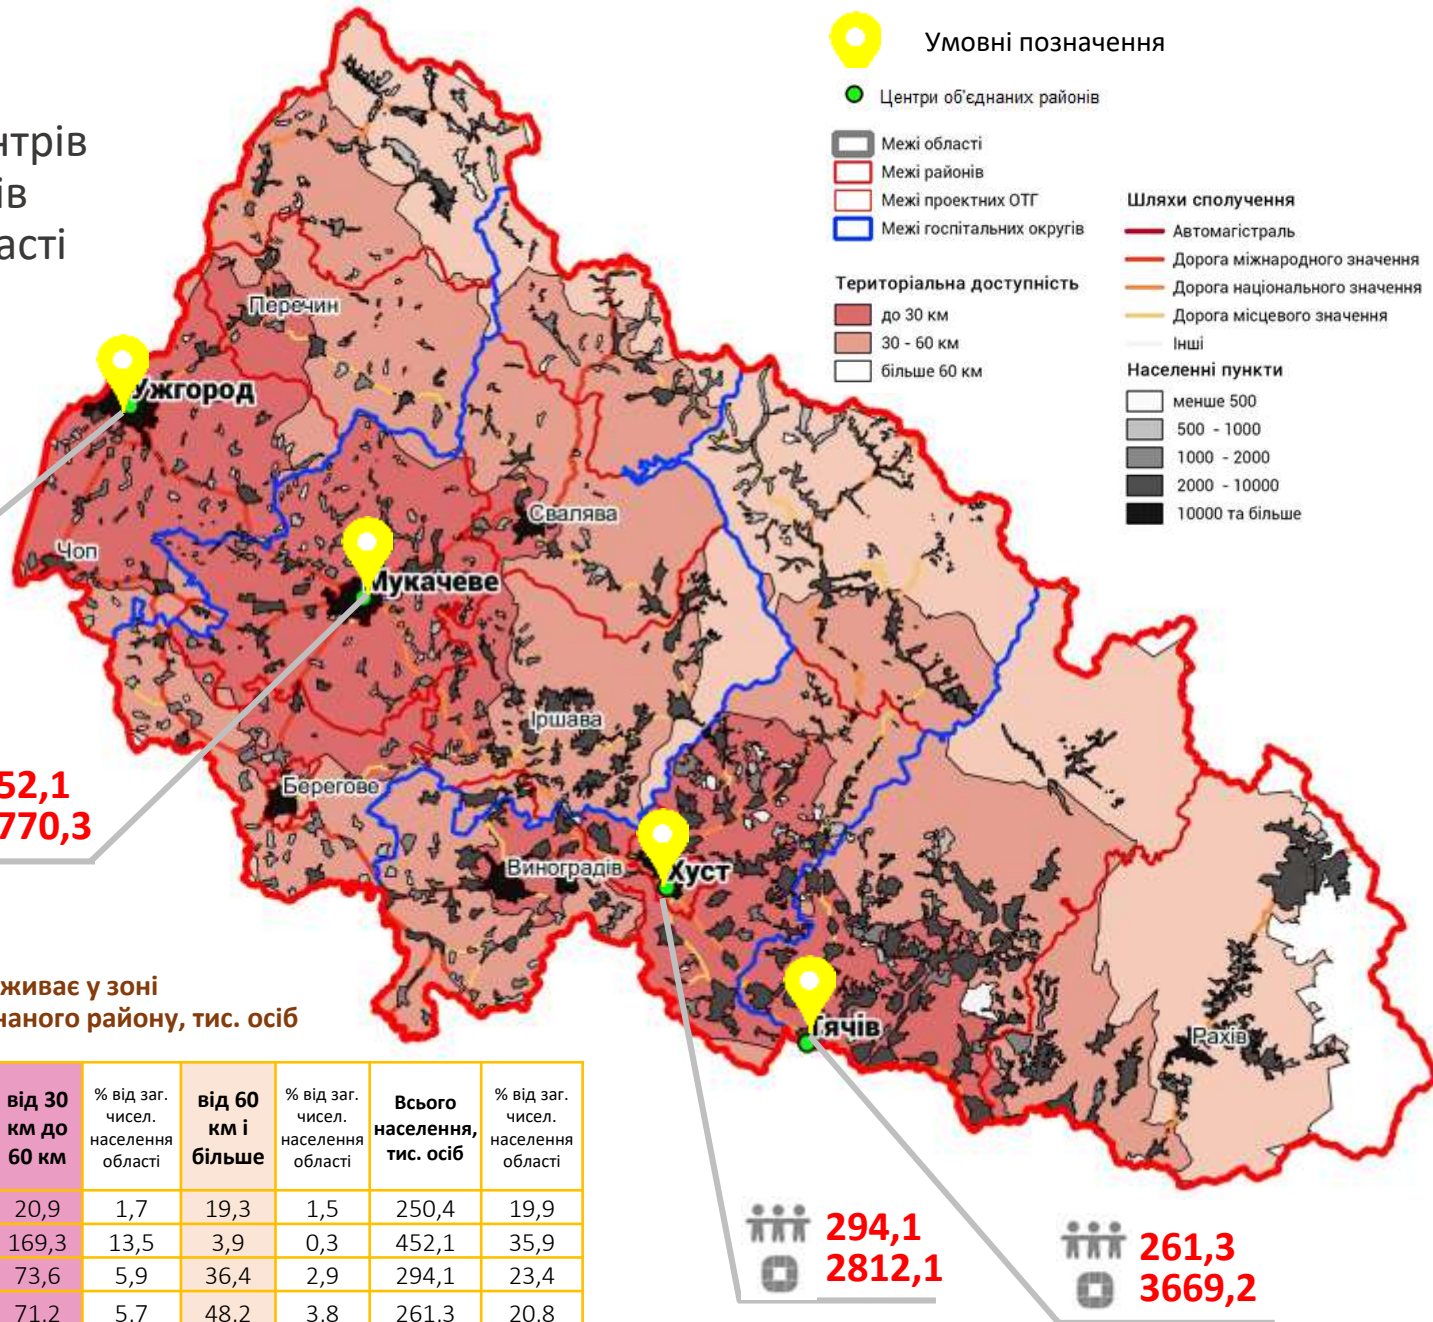 Умовні позначення
Центри об'єднаних районів
Межі області
Межі районів
Межі проектних ОТГ
Межі госпітальних округів
Територіальна доступність
до 30 км
30 - 60 км
більше 60 км
Шляхи сполучення
Автомагістраль
Дорога міжнародного значення
Дорога національного значення
Дорога місцевого значення
Інші
Населенні пункти
менше 500
500 - 1000
1000 - 2000
2000 - 10000
10000 та більше
нтрів
ів
асті
Перечин
Ужгород
Свалява
Чоп
Мукачеве
Іршава
Берегове
52,1
770,3
Виноградів
Хуст
Тячів
Рахів
живає у зоні
наного району, тис. осіб
від 30 км до 60 км
% від заг. чисел. населення області
від 60 км і більше
% від заг. чисел. населення області
Всього населення, тис. осіб
% від заг. чисел. населення області
20,9 1,7 19,3 1,5 250,4 19,9
169,3 13,5 3,9 0,3 452,1 35,9
73,6 5,9 36,4 2,9 294,1 23,4
71,2 5,7 48,2 3,8 261,3 20,8
294,1
2812,1
261,3
3669,2